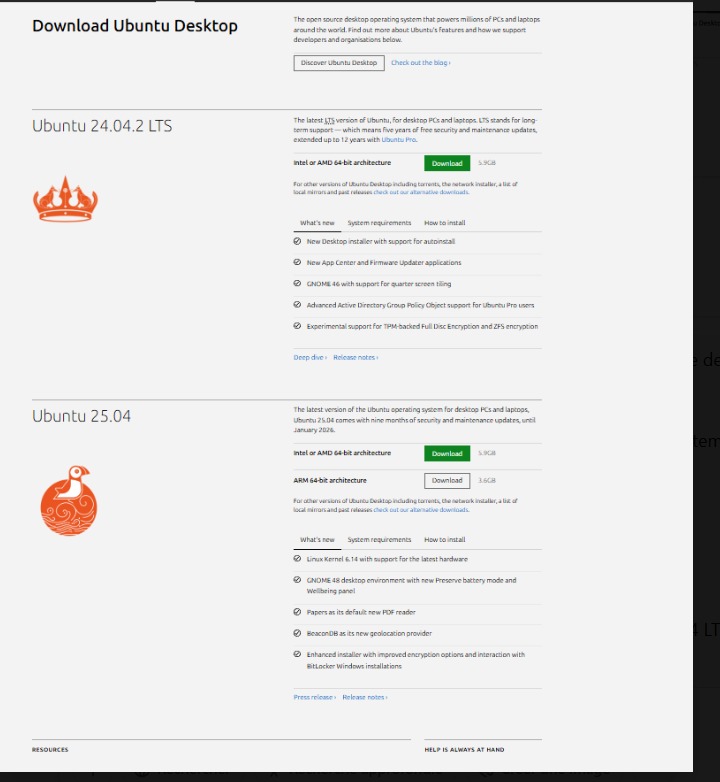 Download Ubuntu Desktop
The open source desktop operating system that powers millions of PCs and laptops
around the world. Find out more about Ubuntu's features and how we support
developers and organisations below.
Discover Ubuntu Desktop
Check out the blog ›
Ubuntu 24.04.2 LTS
The latest LTS version of Ubuntu, for desktop PCs and laptops. LTS stands for long-
term support — which means five years of free security and maintenance updates,
extended up to 12 years with Ubuntu Pro.
Intel or AMD 64-bit architecture
Download
5.9GB
For other versions of Ubuntu Desktop including torrents, the network installer, a list of
local mirrors and past releases check out our alternative downloads.
What's new
System requirements
How to install
New Desktop installer with support for autoinstall
New App Center and Firmware Updater applications
GNOME 46 with support for quarter screen tiling
Advanced Active Directory Group Policy Object support for Ubuntu Pro users
Experimental support for TPM-backed Full Disc Encryption and ZFS encryption
Deep dive ›
Release notes ›
Ubuntu 25.04
The latest version of the Ubuntu operating system for desktop PCs and laptops,
Ubuntu 25.04 comes with nine months of security and maintenance updates, until
January 2026.
Intel or AMD 64-bit architecture
Download
5.9GB
ARM 64-bit architecture
Download
3.6GB
For other versions of Ubuntu Desktop including torrents, the network installer, a list of
local mirrors and past releases check out our alternative downloads.
What's new
System requirements
How to install
Linux Kernel 6.14 with support for the latest hardware
GNOME 48 desktop environment with new Preserve battery mode and
Wellbeing panel
Papers as its default new PDF reader
BeaconDB as its new geolocation provider
Enhanced installer with improved encryption options and interaction with
BitLocker Windows installations
Press release ›
Release notes ›
RESOURCES
HELP IS ALWAYS AT HAND